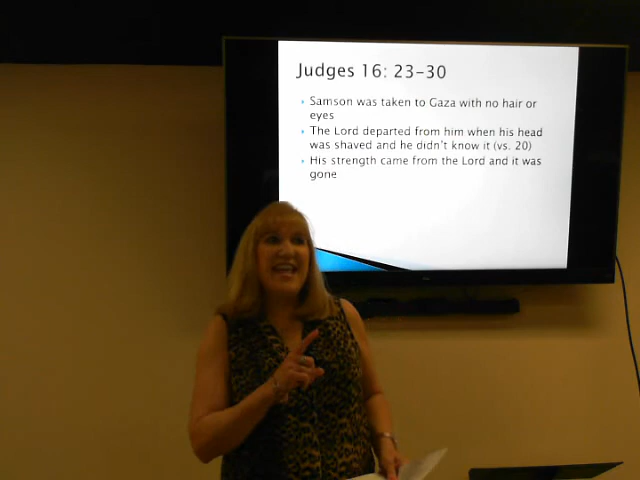 Judges 16: 23-30
Samson was taken to Gaza with no hair or
eyes
The Lord departed from him when his head
was shaved and he didn't know it (vs. 20)
His strength came from the Lord and it was
gone